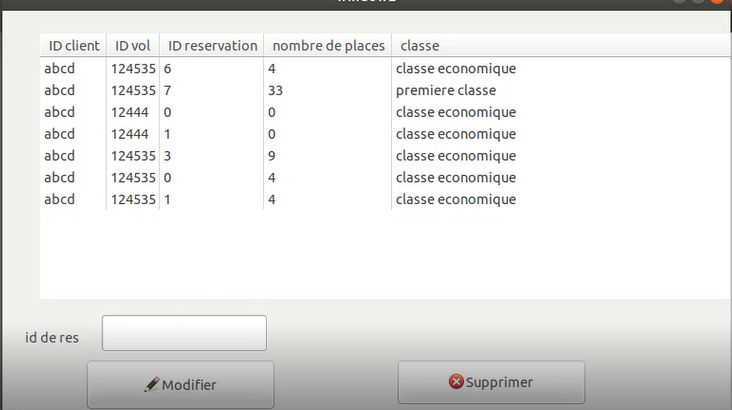 ID client ID vol ID reservation nombre de places classe
abcd 124535 6 4 classe economique
abcd 124535 7 33 premiere classe
abcd 12444 0 0 classe economique
abcd 12444 1 0 classe economique
abcd 124535 3 9 classe economique
abcd 124535 0 4 classe economique
abcd 124535 1 4 classe economique
id de res
Modifier Supprimer